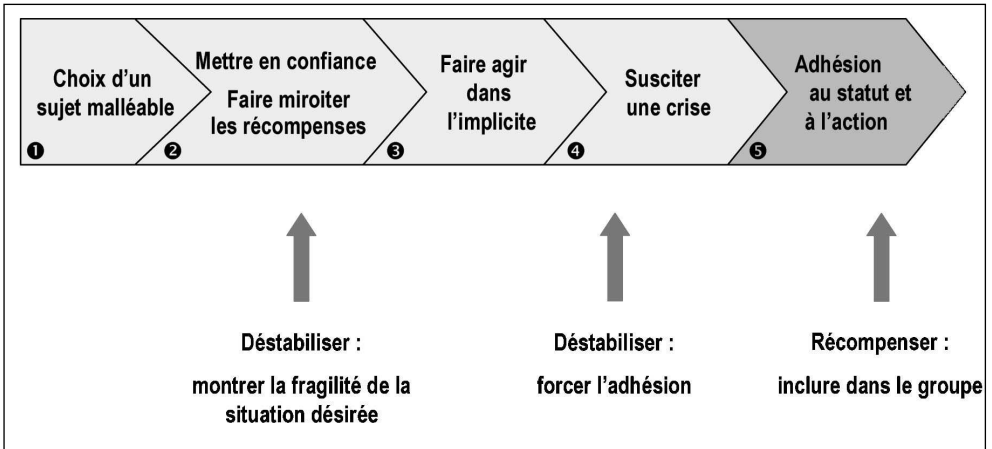 Choix d'un
sujet malléable
❶
Mettre en confiance
Faire miroiter
les récompenses
❷
Faire agir
dans
l'implicite
❸
Susciter
une crise
❹
Adhésion
au statut et
à l'action
❺
Déstabiliser :
montrer la fragilité de la
situation désirée
Déstabiliser :
forcer l'adhésion
Récompenser :
inclure dans le groupe